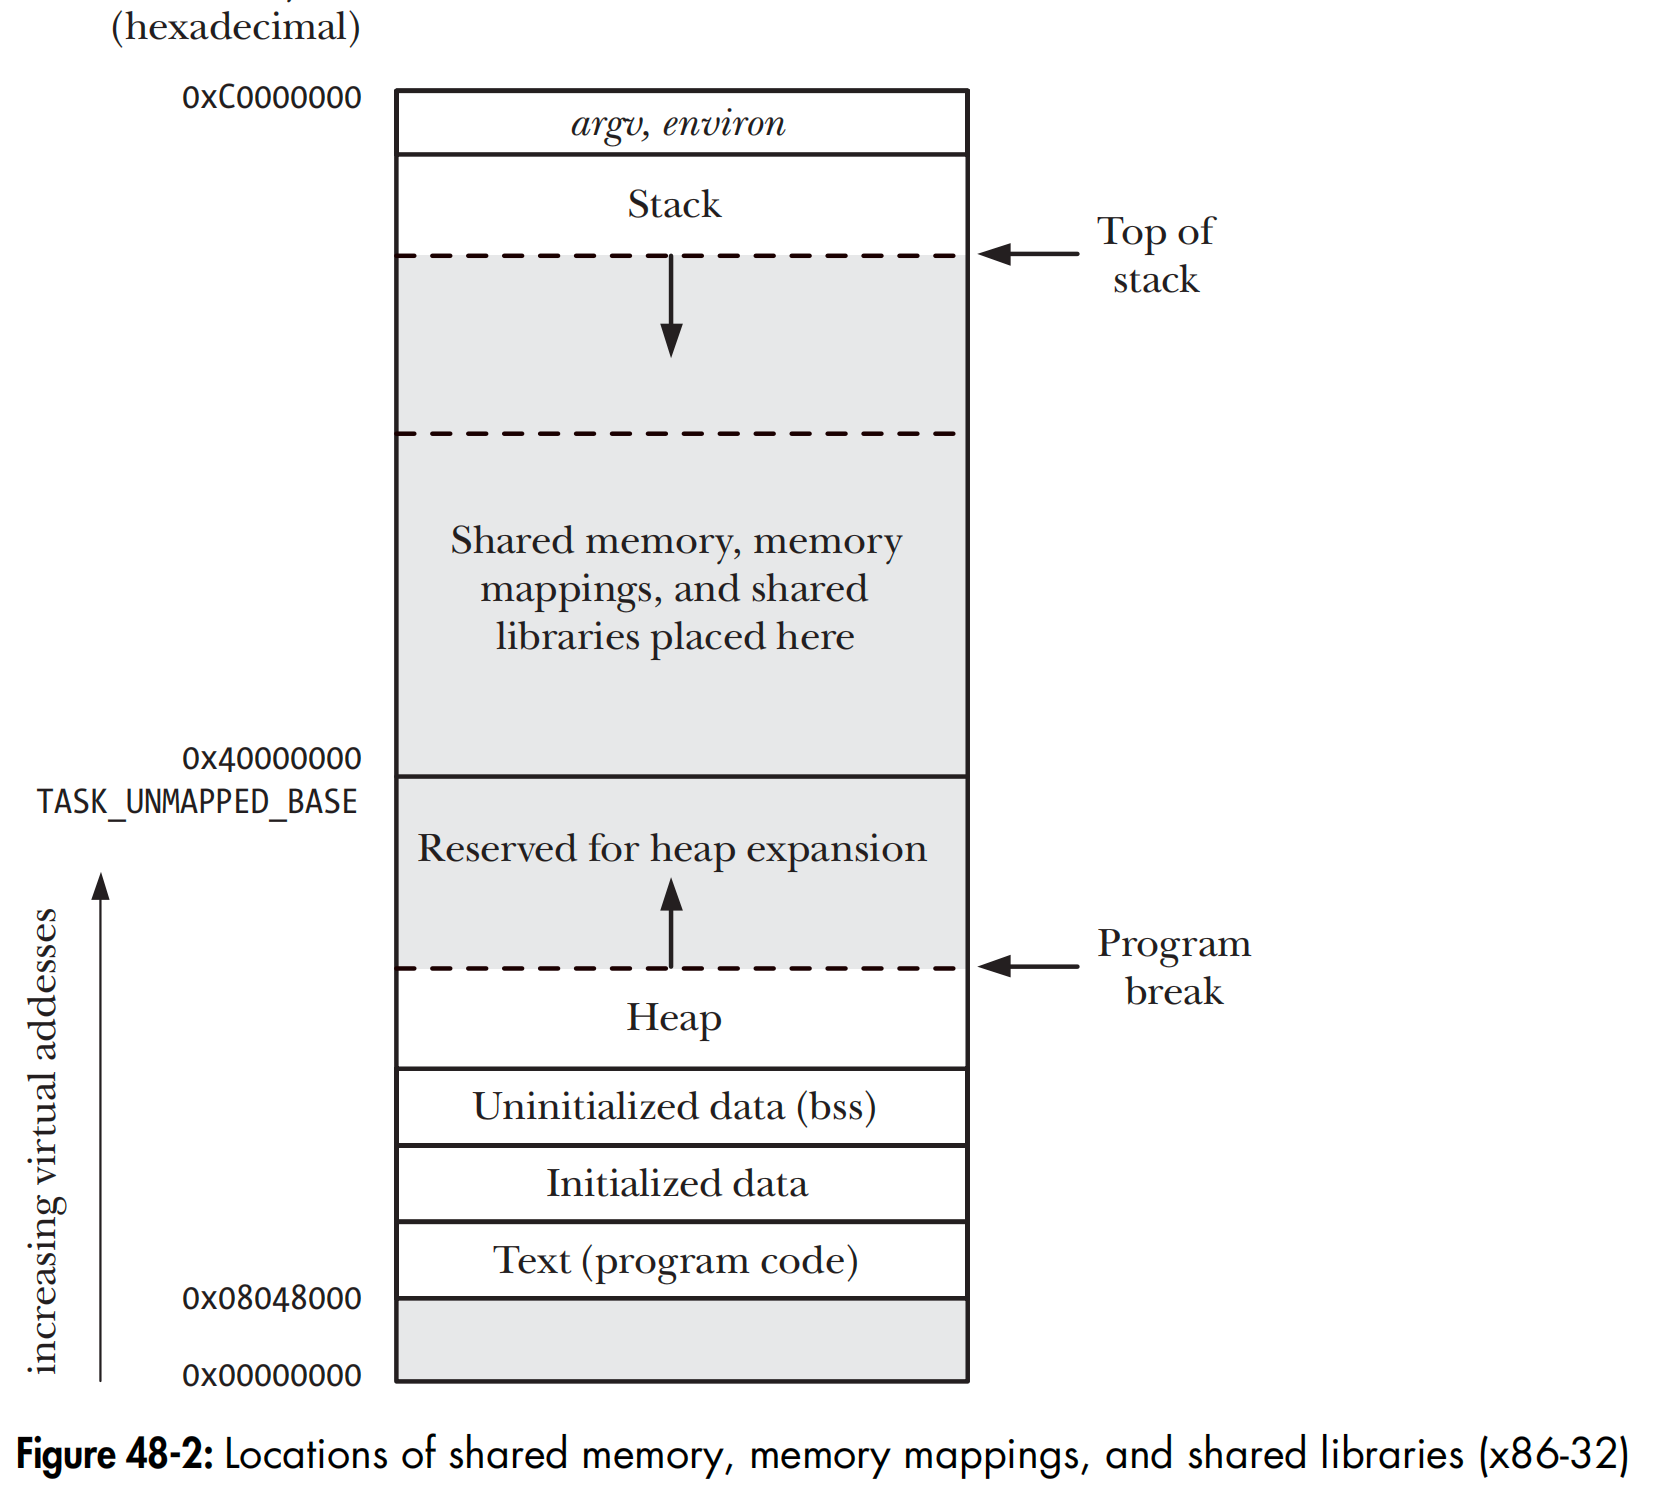 (hexadecimal)
0xC0000000
argv, environ
Stack
Top of
stack
Shared memory, memory
mappings, and shared
libraries placed here
0x40000000
TASK_UNMAPPED_BASE
Reserved for heap expansion
Program
break
Heap
Uninitialized data (bss)
Initialized data
Text (program code)
0x08048000
0x00000000
increasing virtual addesses
Figure 48-2: Locations of shared memory, memory mappings, and shared libraries (x86-32)